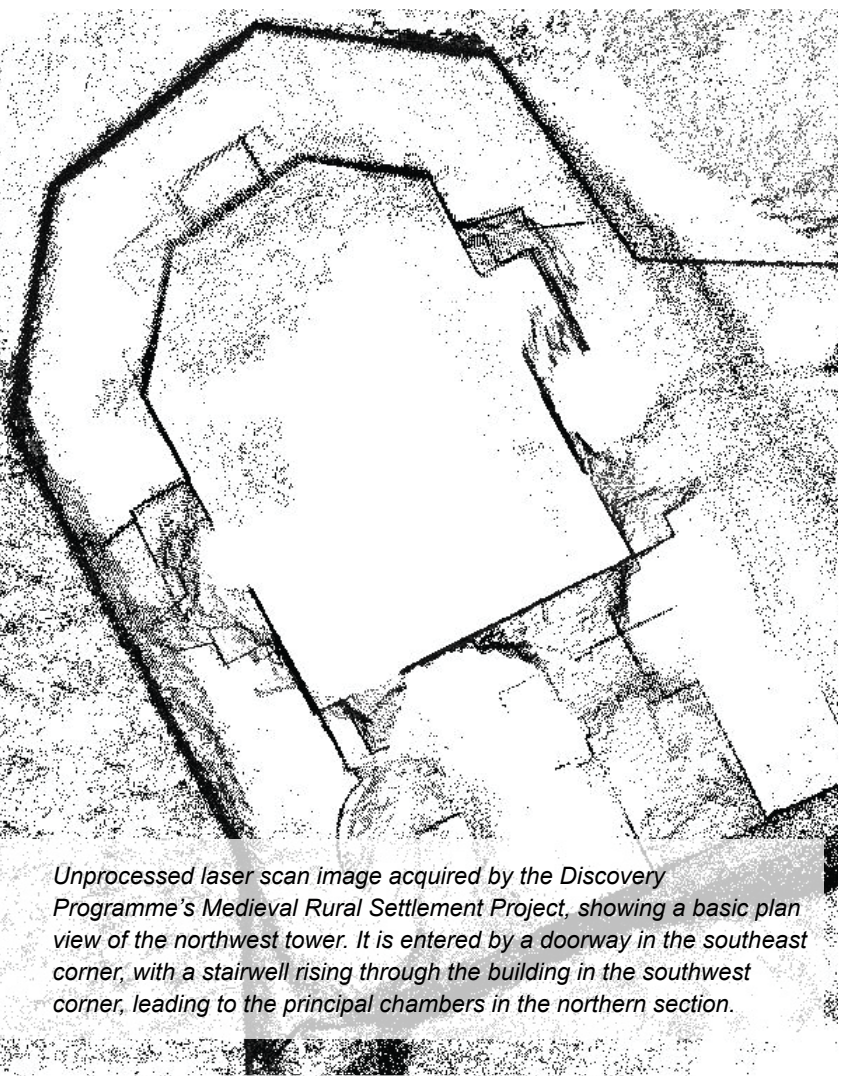 Unprocessed laser scan image acquired by the Discovery
Programme’s Medieval Rural Settlement Project, showing a basic plan
view of the northwest tower. It is entered by a doorway in the southeast
corner, with a stairwell rising through the building in the southwest
corner, leading to the principal chambers in the northern section.